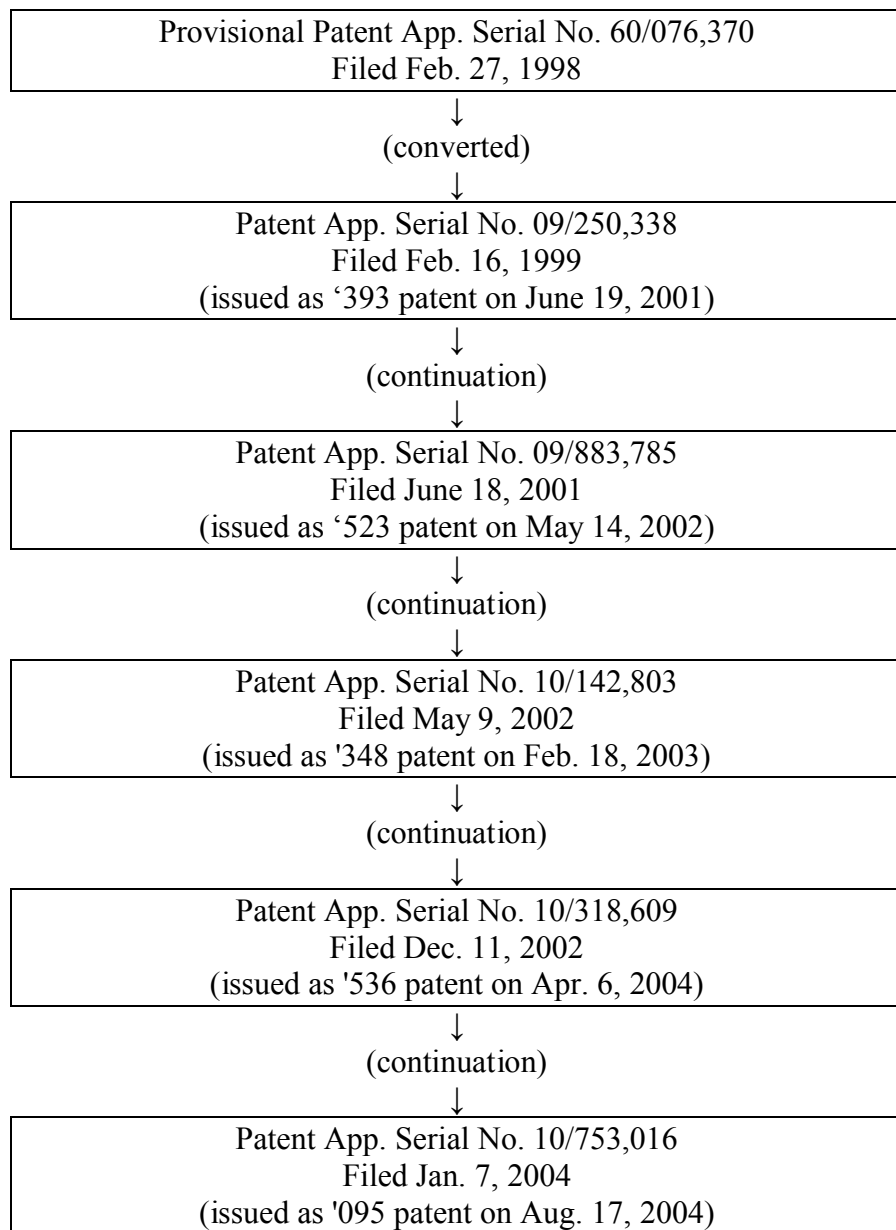 Provisional Patent App. Serial No. 60/076,370
Filed Feb. 27, 1998
↓
(converted)
↓
Patent App. Serial No. 09/250,338
Filed Feb. 16, 1999
(issued as ‘393 patent on June 19, 2001)
↓
(continuation)
↓
Patent App. Serial No. 09/883,785
Filed June 18, 2001
(issued as ‘523 patent on May 14, 2002)
↓
(continuation)
↓
Patent App. Serial No. 10/142,803
Filed May 9, 2002
(issued as '348 patent on Feb. 18, 2003)
↓
(continuation)
↓
Patent App. Serial No. 10/318,609
Filed Dec. 11, 2002
(issued as '536 patent on Apr. 6, 2004)
↓
(continuation)
↓
Patent App. Serial No. 10/753,016
Filed Jan. 7, 2004
(issued as '095 patent on Aug. 17, 2004)